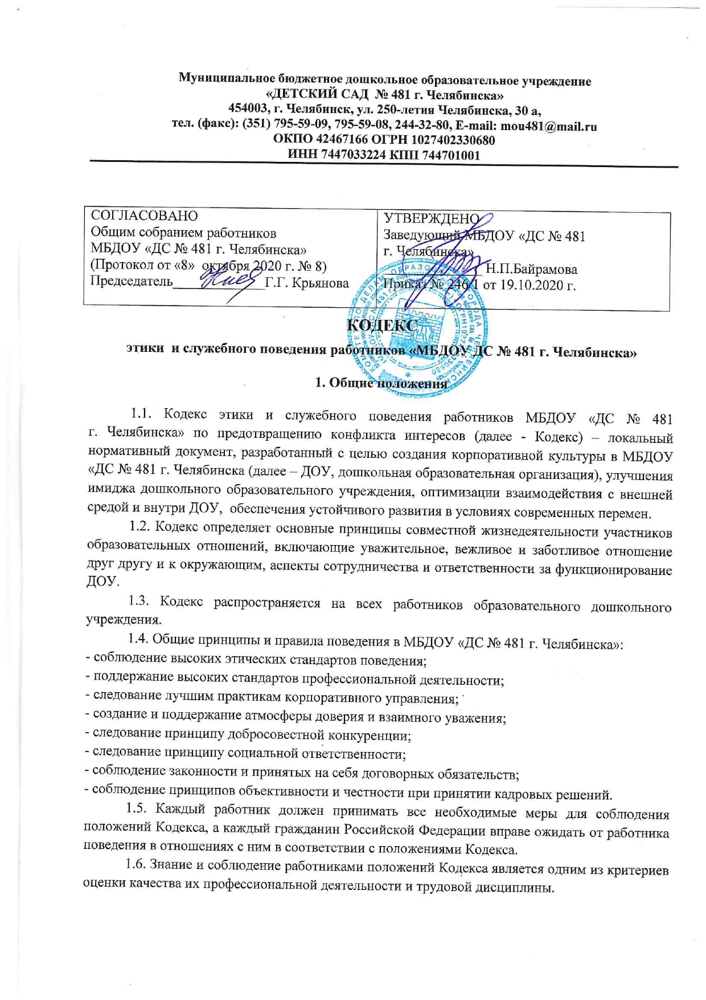 Муниципальное бюджетное дошкольное образовательное учреждение
«ДЕТСКИЙ САД № 481 г. Челябинска»
454003, г. Челябинск, ул. 250-летия Челябинска, 30 а,
тел. (факс): (351) 795-59-09, 795-59-08, 244-32-80, E-mail: mou481@mail.ru
ОКПО 42467166 ОГРН 1027402330680
ИНН 7447033224 КПП 744701001
СОГЛАСОВАНО
Общим собранием работников
МБДОУ «ДС № 481 г. Челябинска»
(Протокол от «8» октября 2020 г. № 8)
Председатель____________Г.Г. Крьянова
УТВЕРЖДЕНО
Заведующий МБДОУ «ДС № 481
г. Челябинска»
_____________Н.П.Байрамова
Приказ № 246/1 от 19.10.2020 г.
КОДЕКС
этики и служебного поведения работников «МБДОУ ДС № 481 г. Челябинска»
1. Общие положения
1.1. Кодекс этики и служебного поведения работников МБДОУ «ДС № 481
г. Челябинска» по предотвращению конфликта интересов (далее - Кодекс) – локальный
нормативный документ, разработанный с целью создания корпоративной культуры в МБДОУ
«ДС № 481 г. Челябинска (далее – ДОУ, дошкольная образовательная организация), улучшения
имиджа дошкольного образовательного учреждения, оптимизации взаимодействия с внешней
средой и внутри ДОУ, обеспечения устойчивого развития в условиях современных перемен.
1.2. Кодекс определяет основные принципы совместной жизнедеятельности участников
образовательных отношений, включающие уважительное, вежливое и заботливое отношение
друг другу и к окружающим, аспекты сотрудничества и ответственности за функционирование
ДОУ.
1.3. Кодекс распространяется на всех работников образовательного дошкольного
учреждения.
1.4. Общие принципы и правила поведения в МБДОУ «ДС № 481 г. Челябинска»:
- соблюдение высоких этических стандартов поведения;
- поддержание высоких стандартов профессиональной деятельности;
- следование лучшим практикам корпоративного управления;
- создание и поддержание атмосферы доверия и взаимного уважения;
- следование принципу добросовестной конкуренции;
- следование принципу социальной ответственности;
- соблюдение законности и принятых на себя договорных обязательств;
- соблюдение принципов объективности и честности при принятии кадровых решений.
1.5. Каждый работник должен принимать все необходимые меры для соблюдения
положений Кодекса, а каждый гражданин Российской Федерации вправе ожидать от работника
поведения в отношениях с ним в соответствии с положениями Кодекса.
1.6. Знание и соблюдение работниками положений Кодекса является одним из критериев
оценки качества их профессиональной деятельности и трудовой дисциплины.